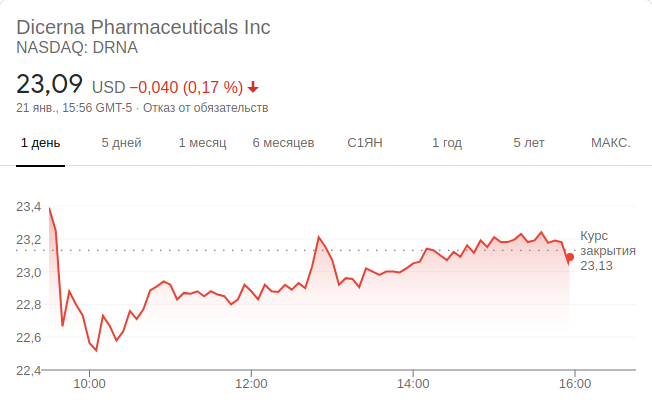 Dicerna Pharmaceuticals Inc
NASDAQ: DRNA
23,09 USD −0,040 (0,17 %)
21 янв., 15:56 GMT-5 · Отказ от обязательств
1 день 5 дней 1 месяц 6 месяцев С1ЯН 1 год 5 лет МАКС.
23,4
23,2
23,0
22,8
22,6
22,4
Курс
закрытия
23,13
10:00 12:00 14:00 16:00